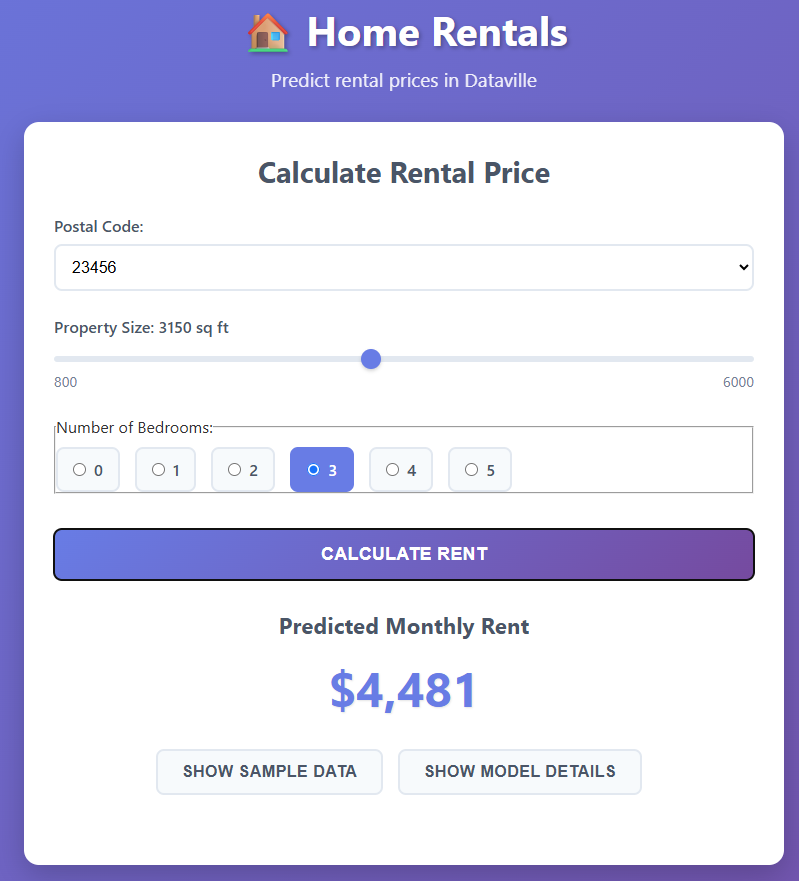 Home Rentals
Predict rental prices in Dataville
Calculate Rental Price
Postal Code:
23456
Property Size: 3150 sq ft
800 6000
Number of Bedrooms:
0 1 2 3 4 5
CALCULATE RENT
Predicted Monthly Rent
$4,481
SHOW SAMPLE DATA SHOW MODEL DETAILS